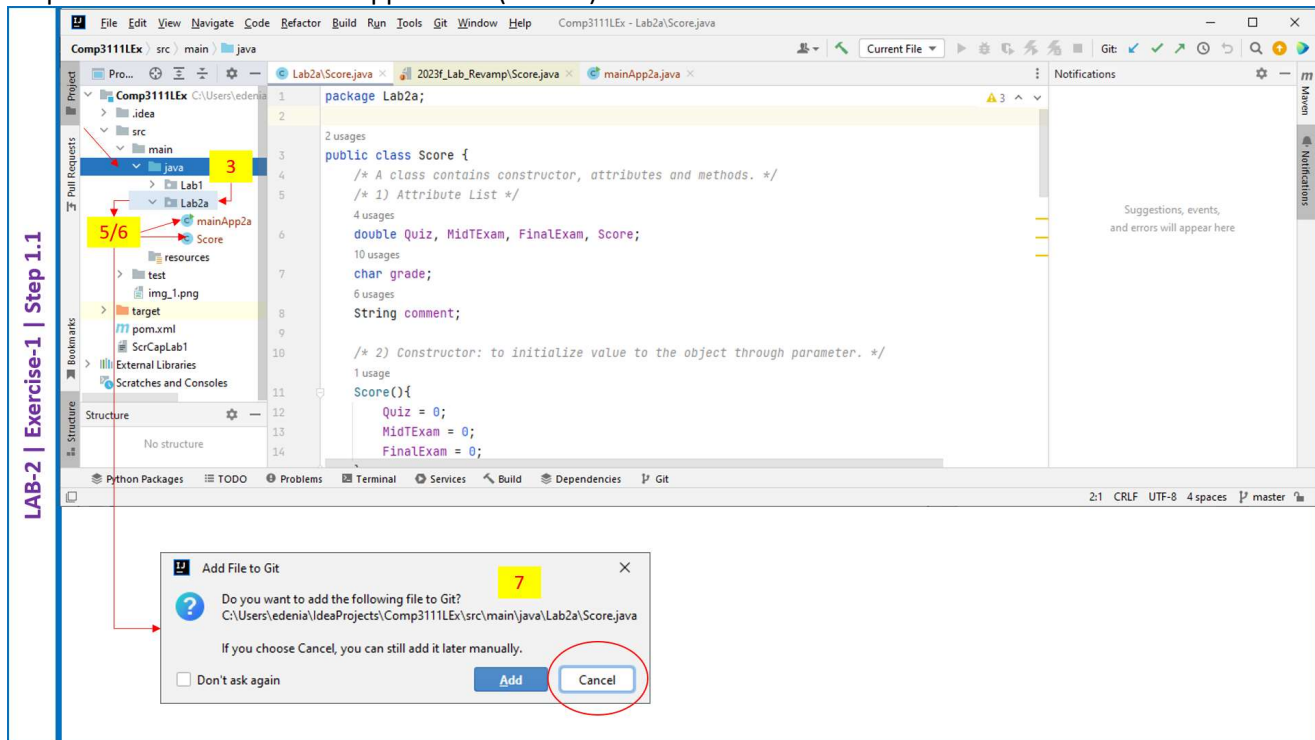 LAB-2 | Exercise-1 | Step 1.1
File Edit View Navigate Code Refactor Build Run Tools Git Window Help Comp3111LEx - Lab2a\Score.java
Comp3111LEx src main java
Current File Git:
Pro...
Lab2a\Score.java 2023f_Lab_Revamp\Score.java mainApp2a.java
Notifications
Project
Pull Requests
Bookmarks
Structure
Comp3111LEx C:\Users\edenia
.idea
src
main
java
3
Lab1
Lab2a
5/6
mainApp2a
Score
resources
test
img_1.png
target
pom.xml
ScrCapLab1
External Libraries
Scratches and Consoles
Structure
No structure
1 package Lab2a;
2
2 usages
3 public class Score {
4 /* A class contains constructor, attributes and methods. */
5 /* 1) Attribute List */
4 usages
6 double Quiz, MidTExam, FinalExam, Score;
10 usages
7 char grade;
6 usages
8 String comment;
9
10 /* 2) Constructor: to initialize value to the object through parameter. */
1 usage
11 Score(){
12 Quiz = 0;
13 MidTExam = 0;
14 FinalExam = 0;
3
Suggestions, events,
and errors will appear here
m
Maven
Notifications
Python Packages TODO Problems Terminal Services Build Dependencies Git
2:1 CRLF UTF-8 4 spaces master
Add File to Git
7
Do you want to add the following file to Git?
C:\Users\edenia\IdeaProjects\Comp3111LEx\src\main\java\Lab2a\Score.java
If you choose Cancel, you can still add it later manually.
Don't ask again
Add
Cancel